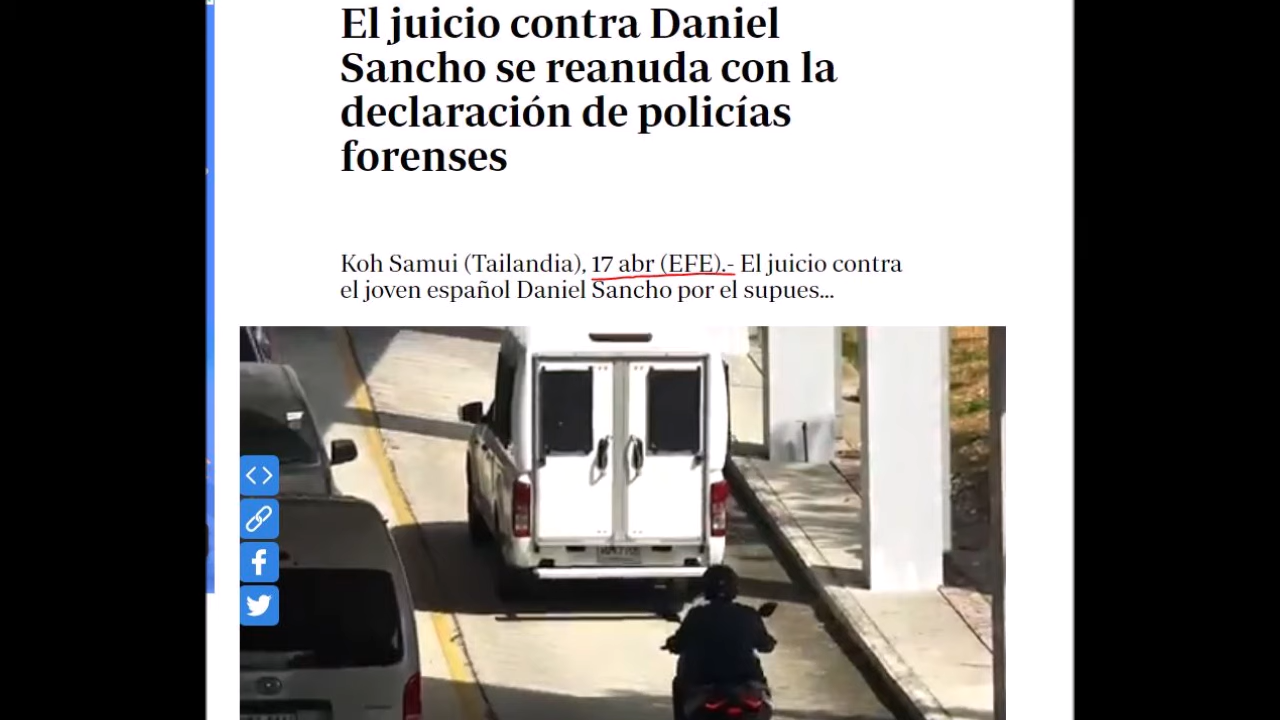 El juicio contra Daniel
Sancho se reanuda con la
declaración de policías
forenses
Koh Samui (Tailandia), 17 abr (EFE).- El juicio contra
el joven español Daniel Sancho por el supues...